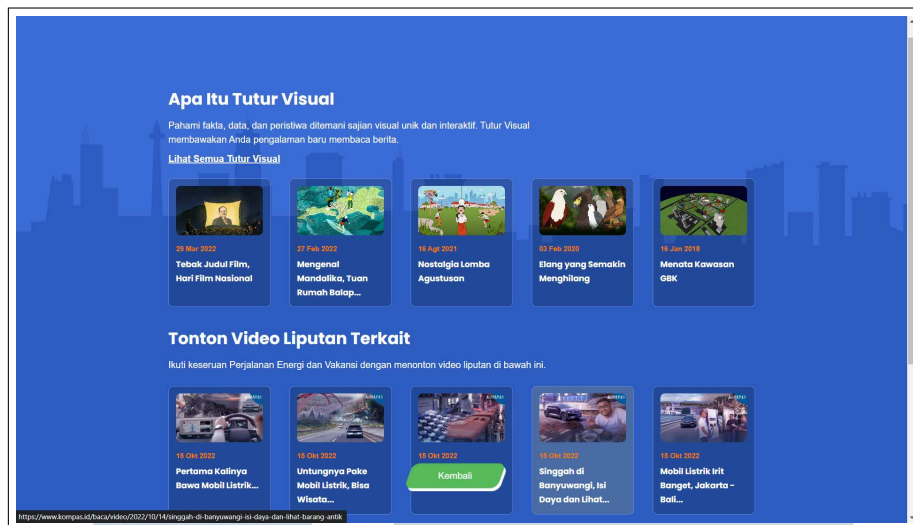 Apa Itu Tutur Visual
Pahami fakta, data, dan peristiwa ditemani sajian visual unik dan interaktif. Tutur Visual
membawakan Anda pengalaman baru membaca berita.
Lihat Semua Tutur Visual
29 Mar 2022
Tebak Judul Film,
Hari Film Nasional
27 Feb 2022
Mengenal
Mandalika, Tuan
Rumah Balap...
16 Agt 2021
Nostalgia Lomba
Agustusan
03 Feb 2020
Elang yang Semakin
Menghilang
16 Jan 2018
Menata Kawasan
GBK
Tonton Video Liputan Terkait
Ikuti keseruan Perjalanan Energi dan Vakansi dengan menonton video liputan di bawah ini.
15 Okt 2022
Pertama Kalinya
Bawa Mobil Listrik...
15 Okt 2022
Untungnya Pake
Mobil Listrik, Bisa
Wisata...
15 Okt 2022
Kembali
15 Okt 2022
Singgah di
Banyuwangi, Isi
Daya dan Lihat...
15 Okt 2022
Mobil Listrik Irit
Banget, Jakarta -
Bali...
https://www.kompas.id/baca/video/2022/10/14/singgah-di-banyuwangi-isi-daya-dan-lihat-barang-antik